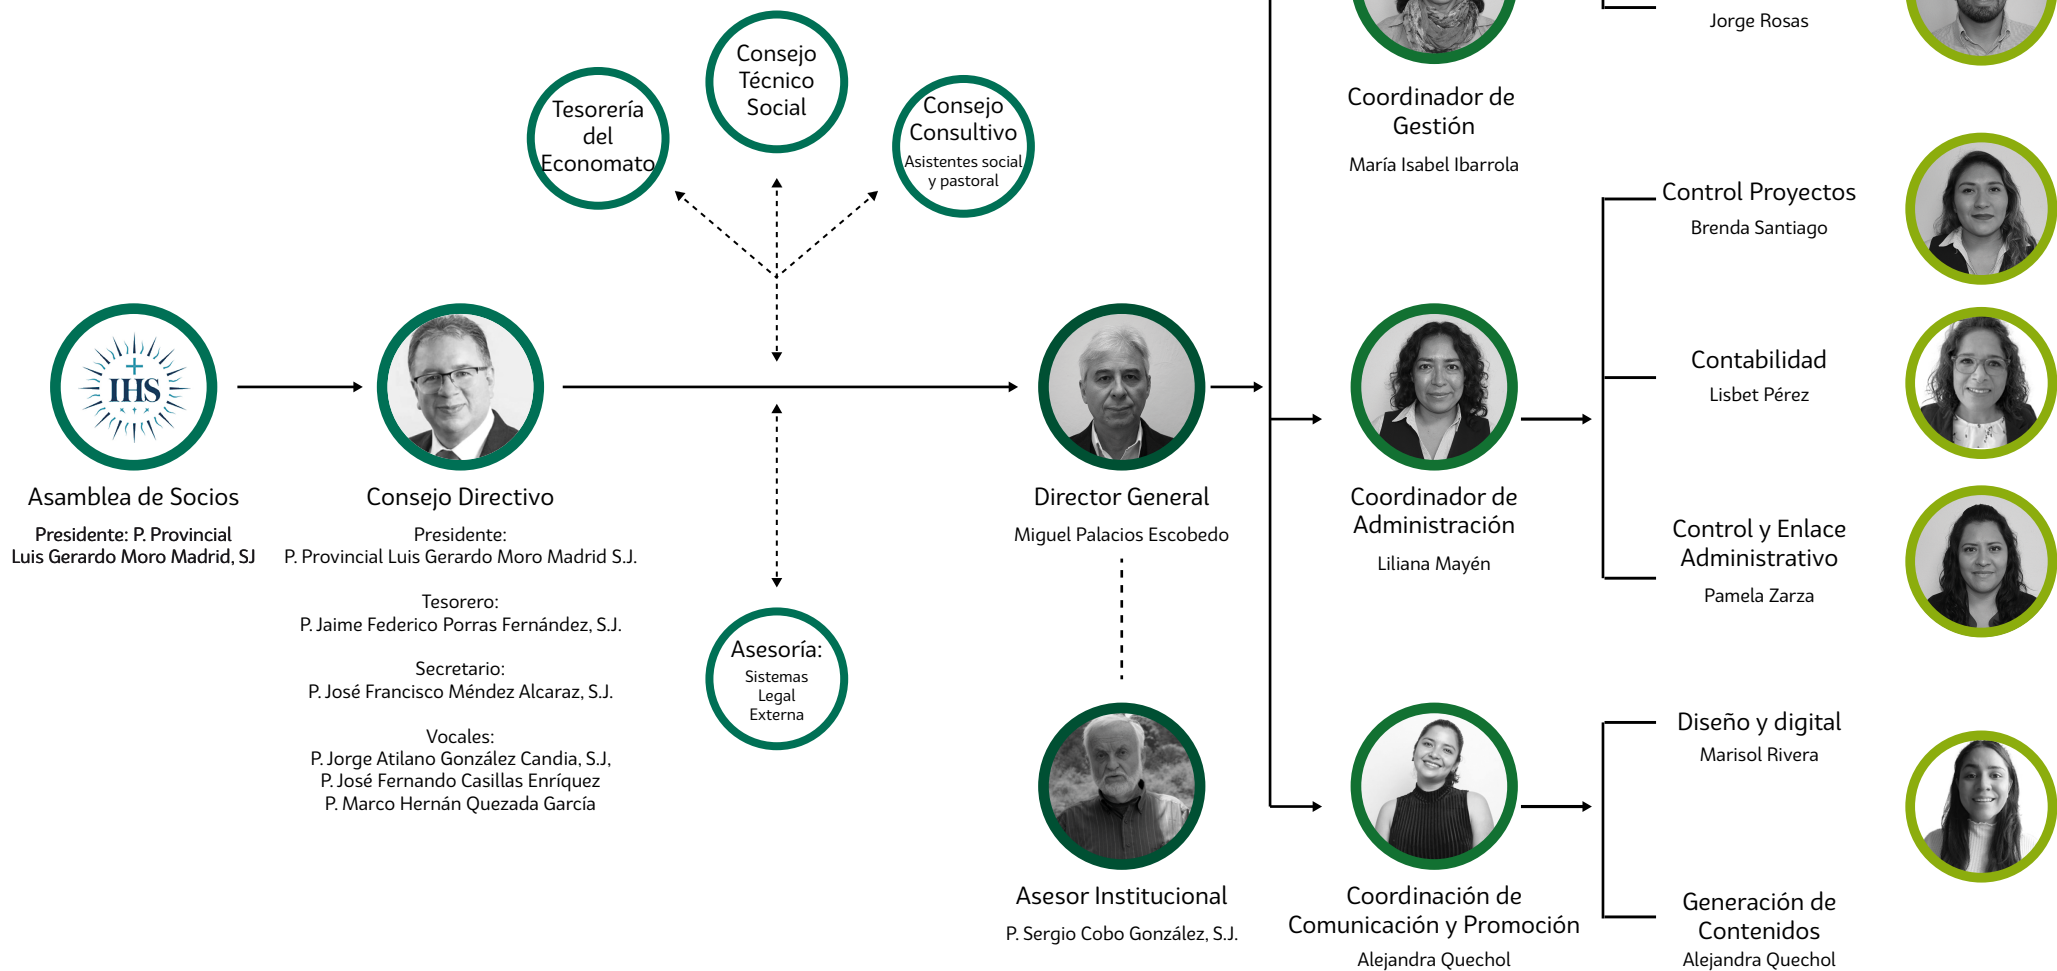 Jorge Rosas
Consejo
Técnico
Social
Tesorería
del
Economato
Consejo
Consultivo
Asistentes social
y pastoral
Coordinador de
Gestión
María Isabel Ibarrola
Control Proyectos
Brenda Santiago
IHS
Asamblea de Socios
Presidente: P. Provincial
Luis Gerardo Moro Madrid, SJ
Consejo Directivo
Presidente:
P. Provincial Luis Gerardo Moro Madrid S.J.
Tesorero:
P. Jaime Federico Porras Fernández, S.J.
Secretario:
P. José Francisco Méndez Alcaraz, S.J.
Vocales:
P. Jorge Atilano González Candia, S.J,
P. José Fernando Casillas Enríquez
P. Marco Hernán Quezada García
Asesoría:
Sistemas
Legal
Externa
Director General
Miguel Palacios Escobedo
Asesor Institucional
P. Sergio Cobo González, S.J.
Coordinador de
Administración
Liliana Mayén
Contabilidad
Lisbet Pérez
Control y Enlace
Administrativo
Pamela Zarza
Coordinación de
Comunicación y Promoción
Alejandra Quechol
Diseño y digital
Marisol Rivera
Generación de
Contenidos
Alejandra Quechol